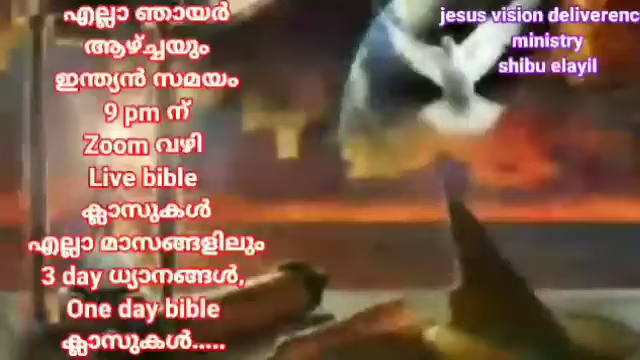 എല്ലാ ഞായർ
ആഴ്ച്ചയും
ഇന്ത്യൻ സമയം
9 pm ന്
Zoom വഴി
Live bible
ക്ലാസുകൾ
എല്ലാ മാസങ്ങളിലും
3 day ധ്യാനങ്ങൾ,
One day bible
ക്ലാസുകൾ.....
jesus vision deliverenc
ministry
shibu elayil